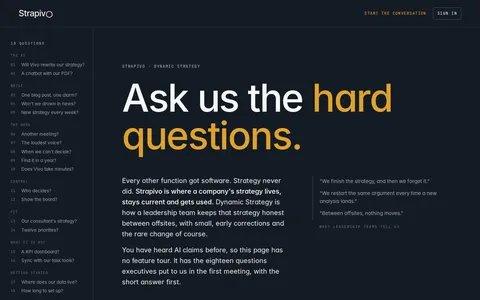 Strapivo
START THE CONVERSATION
SIGN IN
18 QUESTIONS
THE AI
01 Will Vivo rewrite our strategy?
02 A chatbot with our PDF?
DRIFT
03 One blog post, one alarm?
04 Won't we drown in news?
05 New strategy every week?
THE WORK
06 Another meeting?
07 The loudest voice?
08 When we can't decide?
09 Find it in a year?
10 Does Vivo take minutes?
CONTROL
11 Who decides?
12 Show the board?
FIT
13 Our consultant's strategy?
14 Twelve priorities?
WHAT IT IS NOT
15 A KPI dashboard?
16 Sync with our task tools?
GETTING STARTED
17 Where does our data live?
18 How long to set up?
STRAPIVO · DYNAMIC STRATEGY
Ask us the hard
questions.
Every other function got software. Strategy never
did. Strapivo is where a company's strategy lives,
stays current and gets used. Dynamic Strategy is
how a leadership team keeps that strategy honest
between offsites, with small, early corrections and
the rare change of course.
You have heard AI claims before, so this page has
no feature tour. It has the eighteen questions
executives put to us in the first meeting, with the
short answer first.
"We finish the strategy, and then we forget it."
"We restart the same argument every time a new
analysis lands."
"Between offsites, nothing moves."
WHAT LEADERSHIP TEAMS TELL US